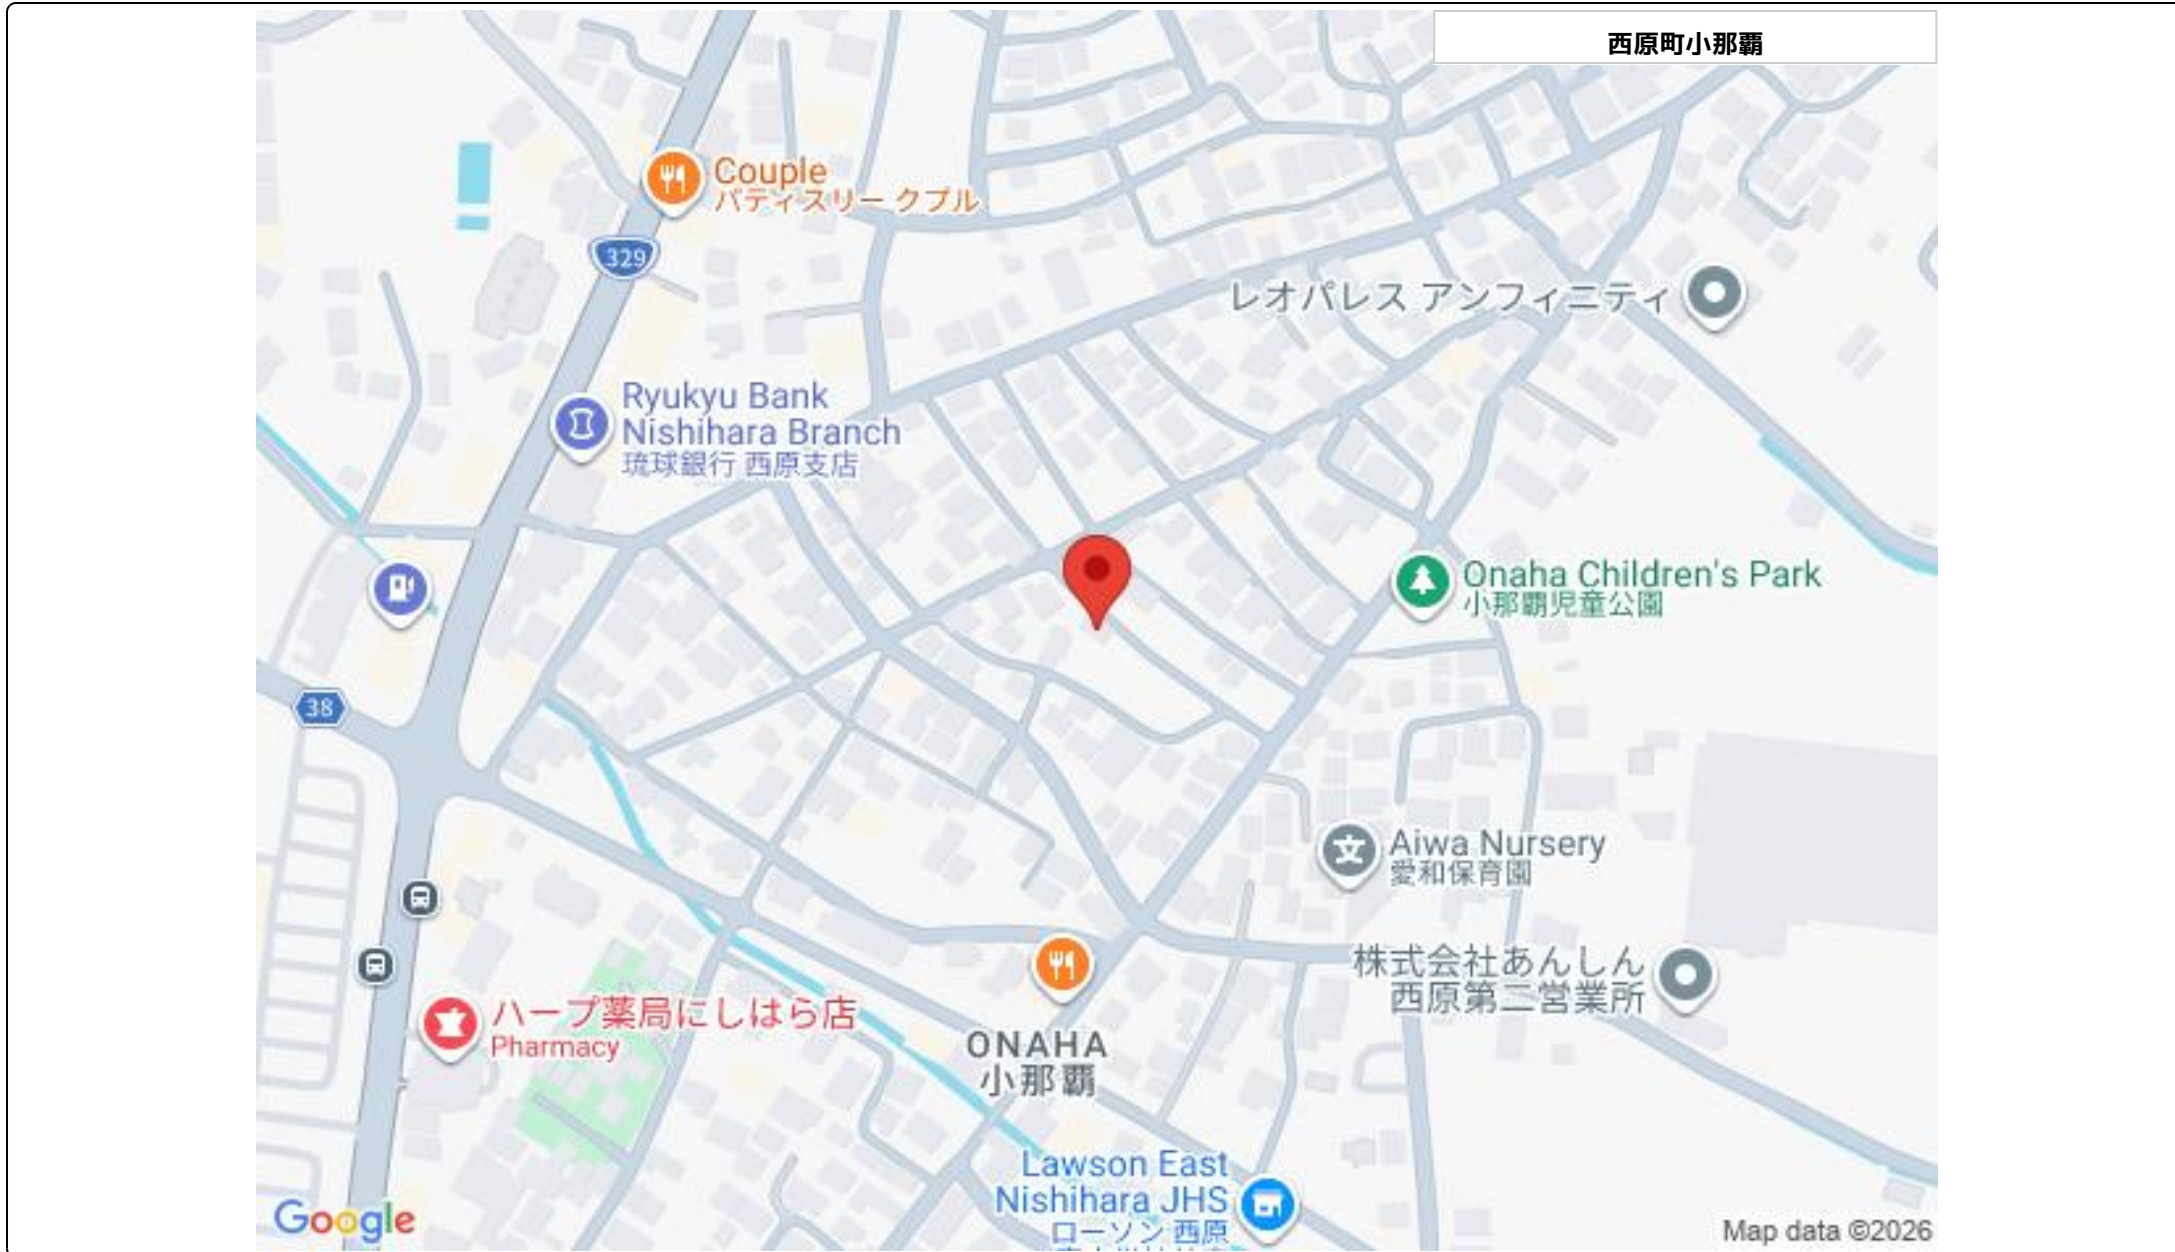 西原町小那覇
Couple
パティスリー クプル
329
レオパレス アンフィニティ
Ryukyu Bank
Nishihara Branch
琉球銀行 西原支店
Onaha Children's Park
小那覇児童公園
38
Aiwa Nursery
愛和保育園
株式会社あんしん
西原第二営業所
ハープ薬局にしはら店
Pharmacy
ONAHA
小那覇
Lawson East
Nishihara JHS
ローソン 西原
Google
Map data ©2026